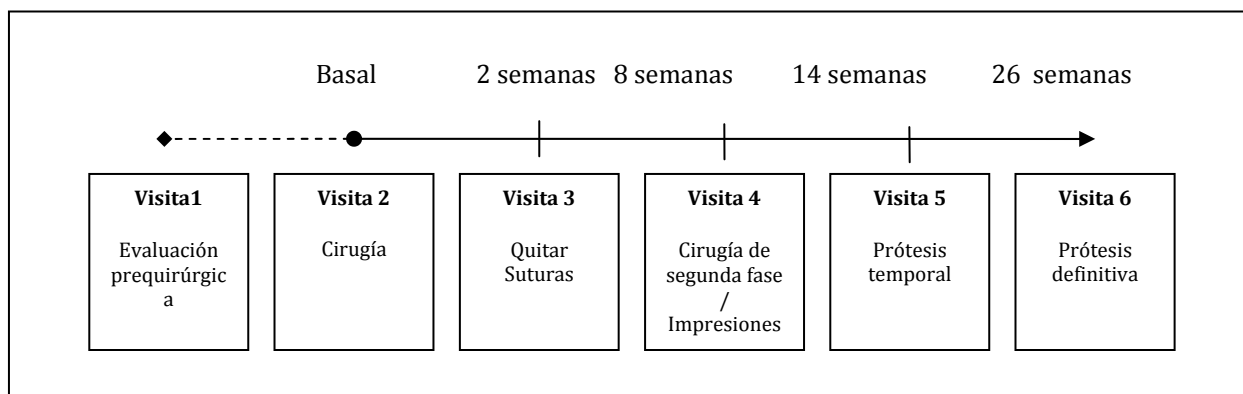 Basal 2 semanas 8 semanas 14 semanas 26 semanas
Visita1
Evaluación
prequirúrgic
a
Visita 2
Cirugía
Visita 3
Quitar
Suturas
Visita 4
Cirugía de
segunda fase
/
Impresiones
Visita 5
Prótesis
temporal
Visita 6
Prótesis
definitiva